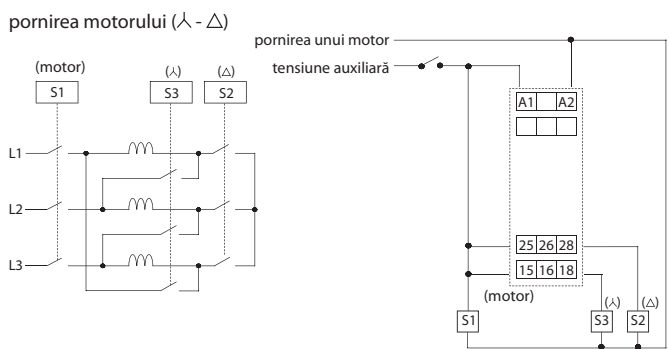 pornirea motorului (⅄ - △)
(motor)
S1
(⅄)
S3
(△)
S2
L1
L2
L3
pornirea unui motor
tensiune auxiliară
A1 A2
25 26 28
15 16 18
(motor)
S1
(⅄)
S3
(△)
S2